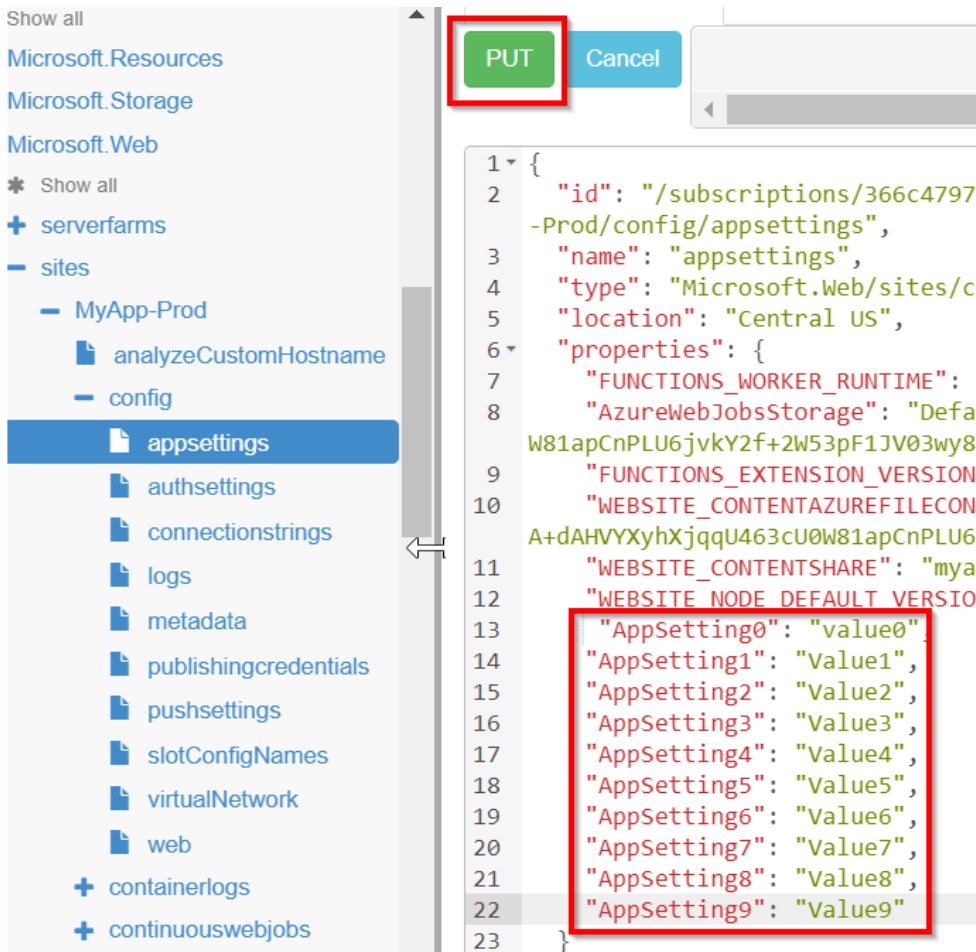 Show all
Microsoft.Resources
Microsoft.Storage
Microsoft.Web
Show all
serverfarms
sites
MyApp-Prod
analyzeCustomHostname
config
appsettings
authsettings
connectionstrings
logs
metadata
publishingcredentials
pushsettings
slotConfigNames
virtualNetwork
web
containerlogs
continuouswebjobs
PUT Cancel
1 {
2 "id": "/subscriptions/366c4797
-Prod/config/appsettings",
3 "name": "appsettings",
4 "type": "Microsoft.Web/sites/c
5 "location": "Central US",
6 "properties": {
7 "FUNCTIONS_WORKER_RUNTIME":
8 "AzureWebJobsStorage": "Defa
W81apCnPLU6jvkY2f+2W53pF1JV03wy8
9 "FUNCTIONS_EXTENSION_VERSION
10 "WEBSITE_CONTENTAZUREFILECON
A+dAHVYXyhXjqqU463cU0W81apCnPLU6
11 "WEBSITE_CONTENTSHARE": "mya
12 "WEBSITE_NODE_DEFAULT_VERSIO
13 "AppSetting0": "value0",
14 "AppSetting1": "Value1",
15 "AppSetting2": "Value2",
16 "AppSetting3": "Value3",
17 "AppSetting4": "Value4",
18 "AppSetting5": "Value5",
19 "AppSetting6": "Value6",
20 "AppSetting7": "Value7",
21 "AppSetting8": "Value8",
22 "AppSetting9": "Value9"
23 }